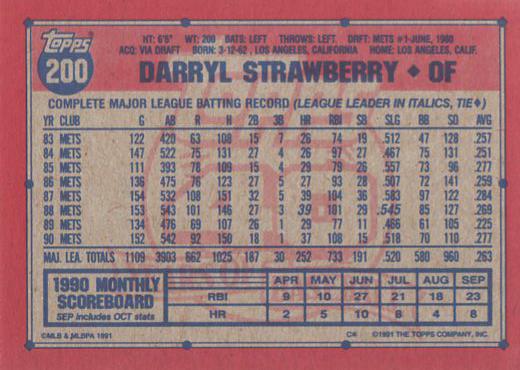 Topps
200
HT: 6'6" WT: 200 BATS: LEFT THROWS: LEFT DRFT: METS #1-JUNE, 1980
ACQ: VIA DRAFT BORN: 3-12-62, LOS ANGELES, CALIFORNIA HOME: LOS ANGELES, CALIF.
DARRYL STRAWBERRY ♦ OF
COMPLETE MAJOR LEAGUE BATTING RECORD (LEAGUE LEADER IN ITALICS, TIE♦)
YR CLUB G AB R H 2B 3B HR RBI SB SLG BB SO AVG
83 METS 122 420 63 108 15 7 26 74 19 .512 47 128 .257
84 METS 147 522 75 131 27 4 26 97 27 .467 75 131 .251
85 METS 111 393 78 109 15 4 29 79 26 .557 73 96 .277
86 METS 136 475 76 123 27 5 27 93 28 .507 72 141 .259
87 METS 154 532 108 151 32 5 39 104 36 .583 97 122 .284
88 METS 153 543 101 146 27 3 39 101 29 .545 85 127 .269
89 METS 134 476 69 107 26 1 29 77 11 .466 61 105 .225
90 METS 152 542 92 150 18 1 37 108 15 .518 70 110 .277
MAJ. LEA. TOTALS 1109 3903 662 1025 187 30 252 733 191 .520 580 960 .263
1990 MONTHLY SCOREBOARD
SEP includes OCT stats
APR MAY JUN JUL AUG SEP
RBI 9 10 27 21 18 23
HR 2 5 10 8 4 8
©MLB & MLBPA 1991 C* ©1991 THE TOPPS COMPANY, INC.